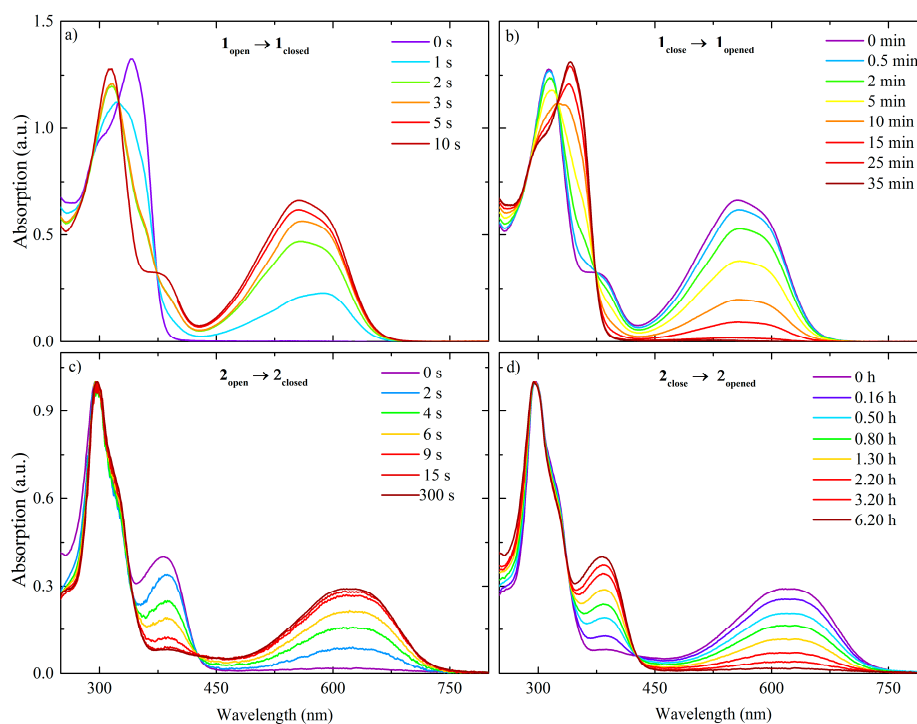 a)
1open → 1closed
0 s
1 s
2 s
3 s
5 s
10 s
1.5
1.0
0.5
0.0
Absorption (a.u.)
b)
1close → 1opened
0 min
0.5 min
2 min
5 min
10 min
15 min
25 min
35 min
c)
2open → 2closed
0 s
2 s
4 s
6 s
9 s
15 s
300 s
0.9
0.6
0.3
0.0
Absorption (a.u.)
300 450 600 750
Wavelength (nm)
d)
2close → 2opened
0 h
0.16 h
0.50 h
0.80 h
1.30 h
2.20 h
3.20 h
6.20 h
300 450 600 750
Wavelength (nm)